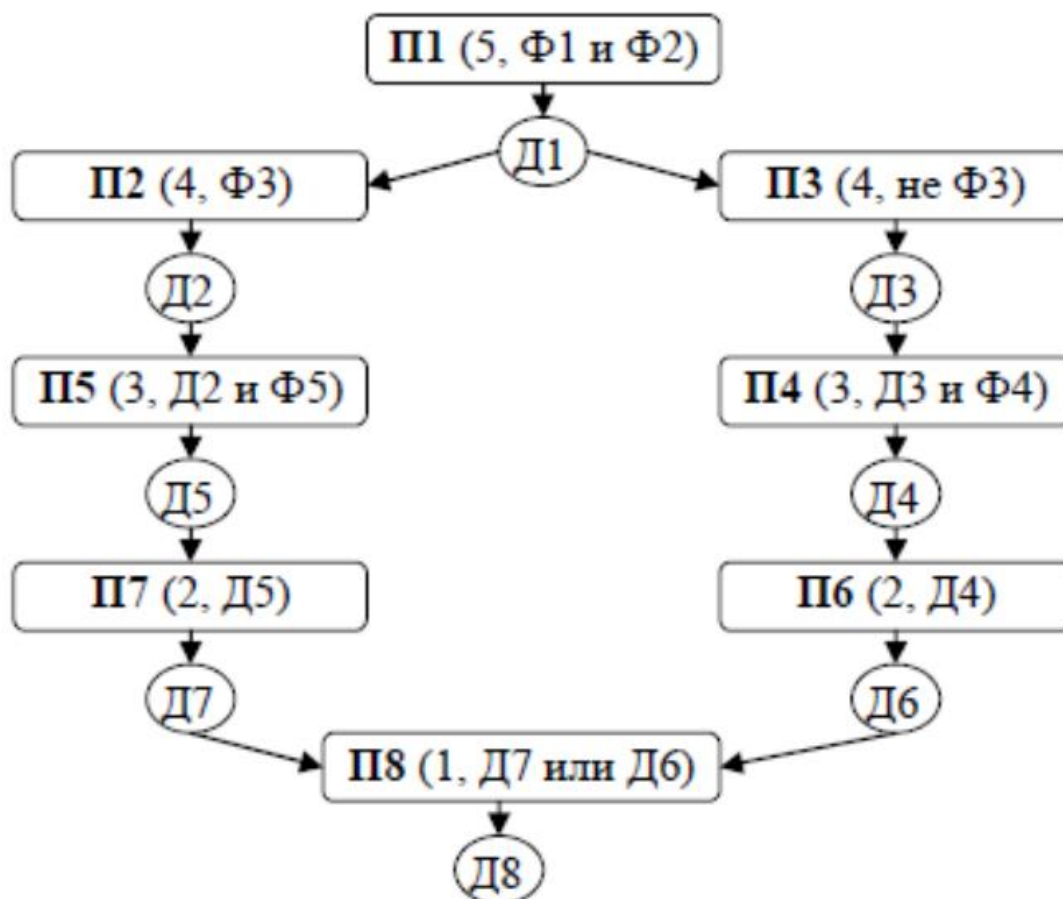 П1 (5, Ф1 и Ф2)
Д1
П2 (4, Ф3)
П3 (4, не Ф3)
Д2
Д3
П5 (3, Д2 и Ф5)
П4 (3, Д3 и Ф4)
Д5
Д4
П7 (2, Д5)
П6 (2, Д4)
Д7
Д6
П8 (1, Д7 или Д6)
Д8